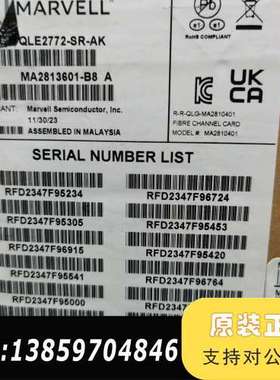 MARVELL
QLE2772-SR-AK
MA2813601-B8 A
Marvell Semiconductor, Inc.
11/30/23
ASSEMBLED IN MALAYSIA
UK
CA
R-R-QLG-MA2810401
FIBRE CHANNEL CARD
MODEL #: MA2810401
SERIAL NUMBER LIST
RFD2347F95234
RFD2347F96724
RFD2347F95305
RFD2347F95453
RFD2347F96915
RFD2347F95420
RFD2347F95541
RFD2347F96764
RFD2347F95000
原装正
:13859704846
支持对公